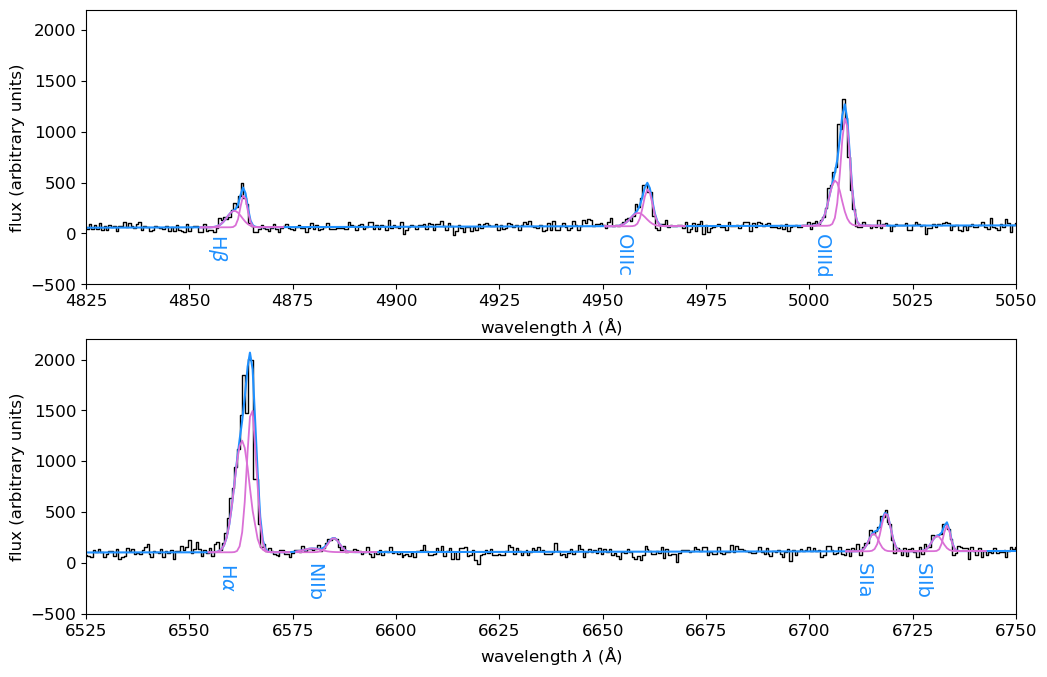 2000
1500
1000
500
0
−500
flux (arbitrary units)
Hβ
OIIIc
OIIId
4825 4850 4875 4900 4925 4950 4975 5000 5025 5050
wavelength λ (Å)
2000
1500
1000
500
0
−500
flux (arbitrary units)
Hα
NIIb
SIIa
SIIb
6525 6550 6575 6600 6625 6650 6675 6700 6725 6750
wavelength λ (Å)